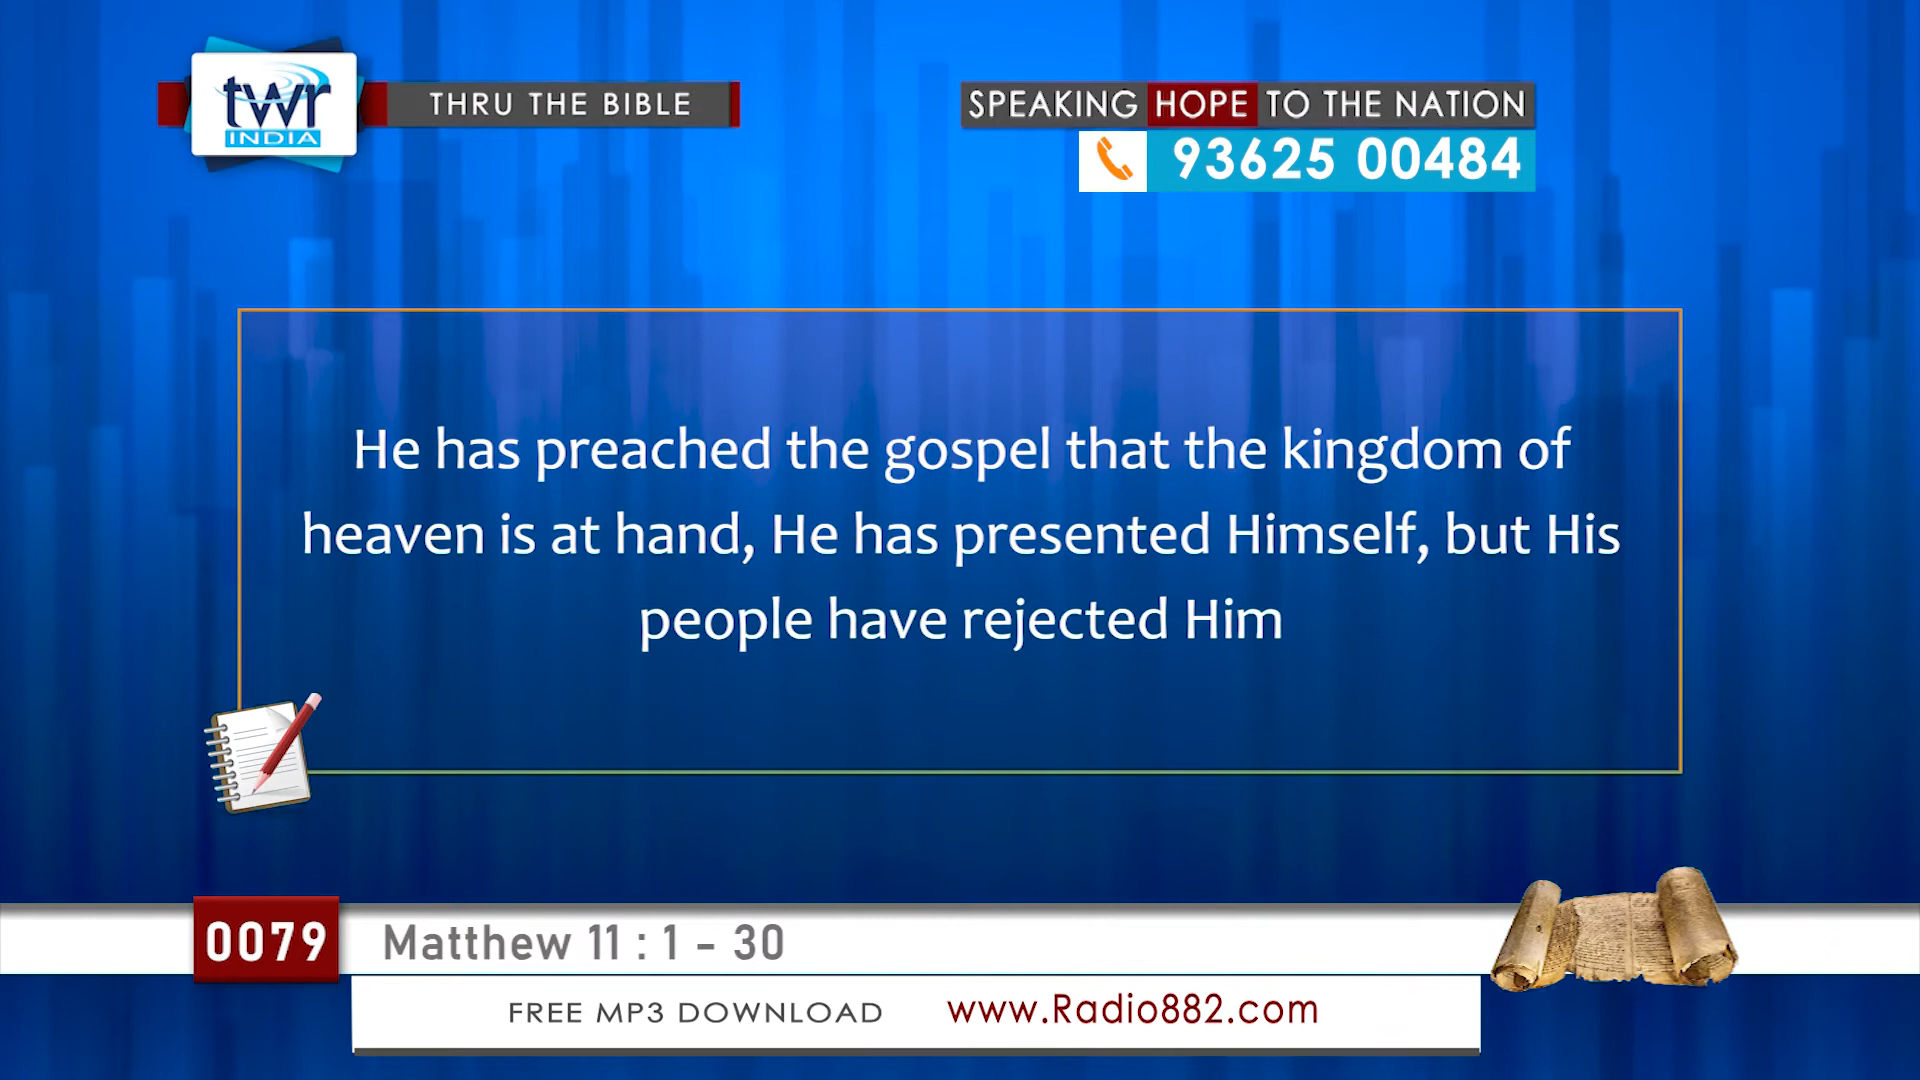 twr
INDIA
THRU THE BIBLE
SPEAKING HOPE TO THE NATION
93625 00484
He has preached the gospel that the kingdom of
heaven is at hand, He has presented Himself, but His
people have rejected Him
0079
Matthew 11 : 1 - 30
FREE MP3 DOWNLOAD www.Radio882.com